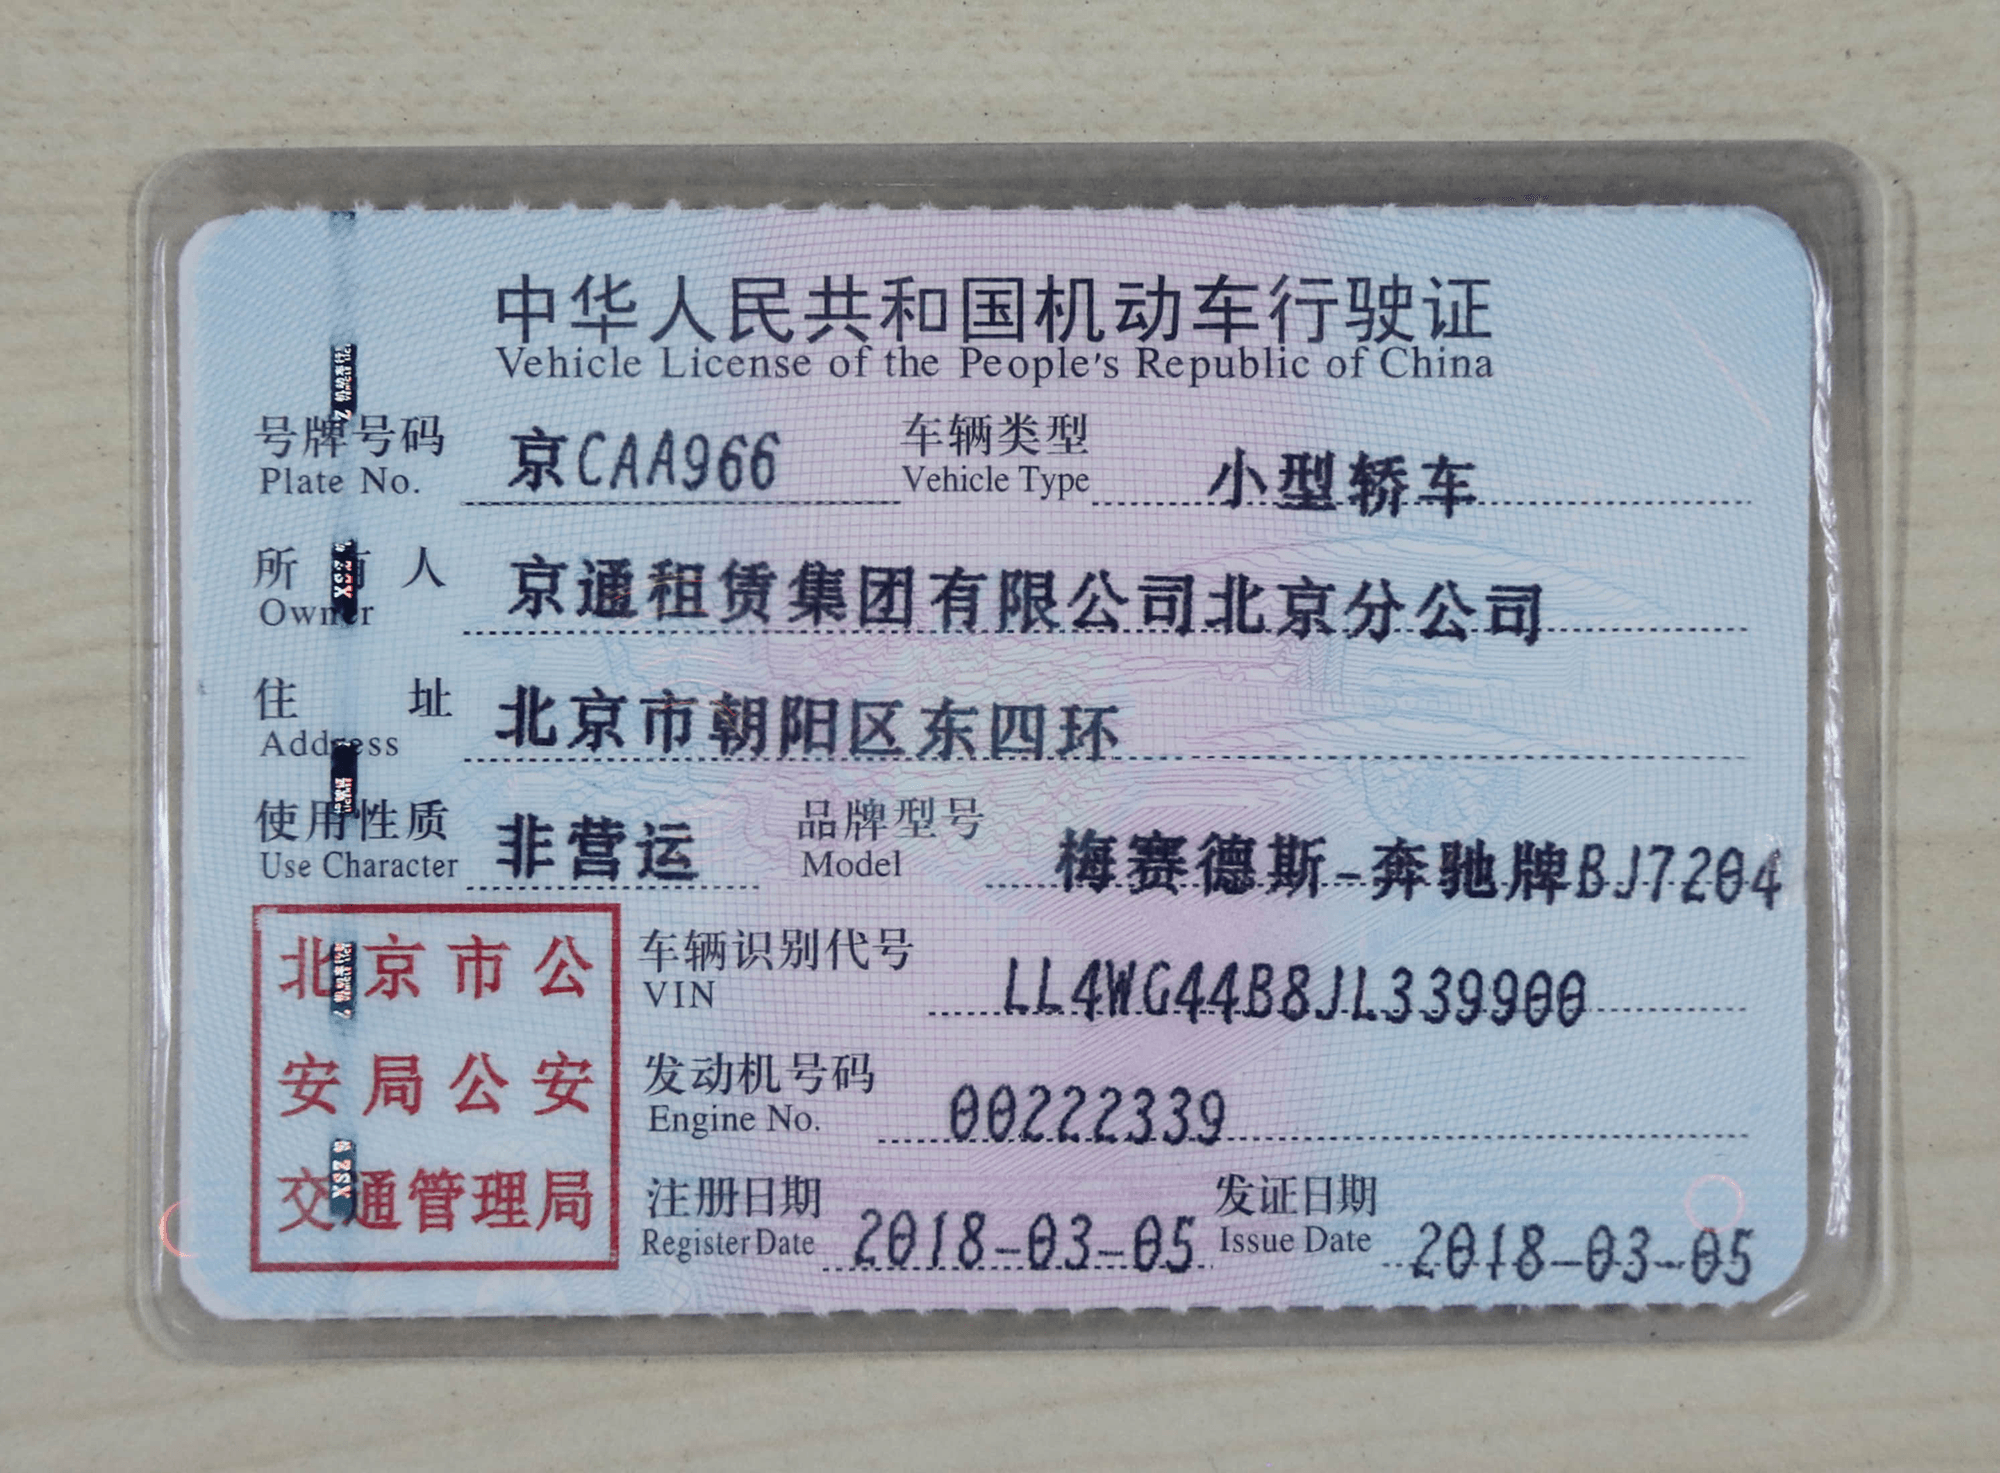 中华人民共和国机动车行驶证
Vehicle License of the People's Republic of China
号牌号码 京CAA966 车辆类型 小型轿车
Plate No. Vehicle Type
所有人 京通租赁集团有限公司北京分公司
Owner
住址 北京市朝阳区东四环
Address
使用性质 非营运 品牌型号 梅赛德斯-奔驰牌BJ7204
Use Character Model
北京市公
安局公安
交通管理局
车辆识别代号 LL4WG44B8JL339900
VIN
发动机号码 00222339
Engine No.
注册日期 2018-03-05 发证日期 2018-03-05
Register Date Issue Date